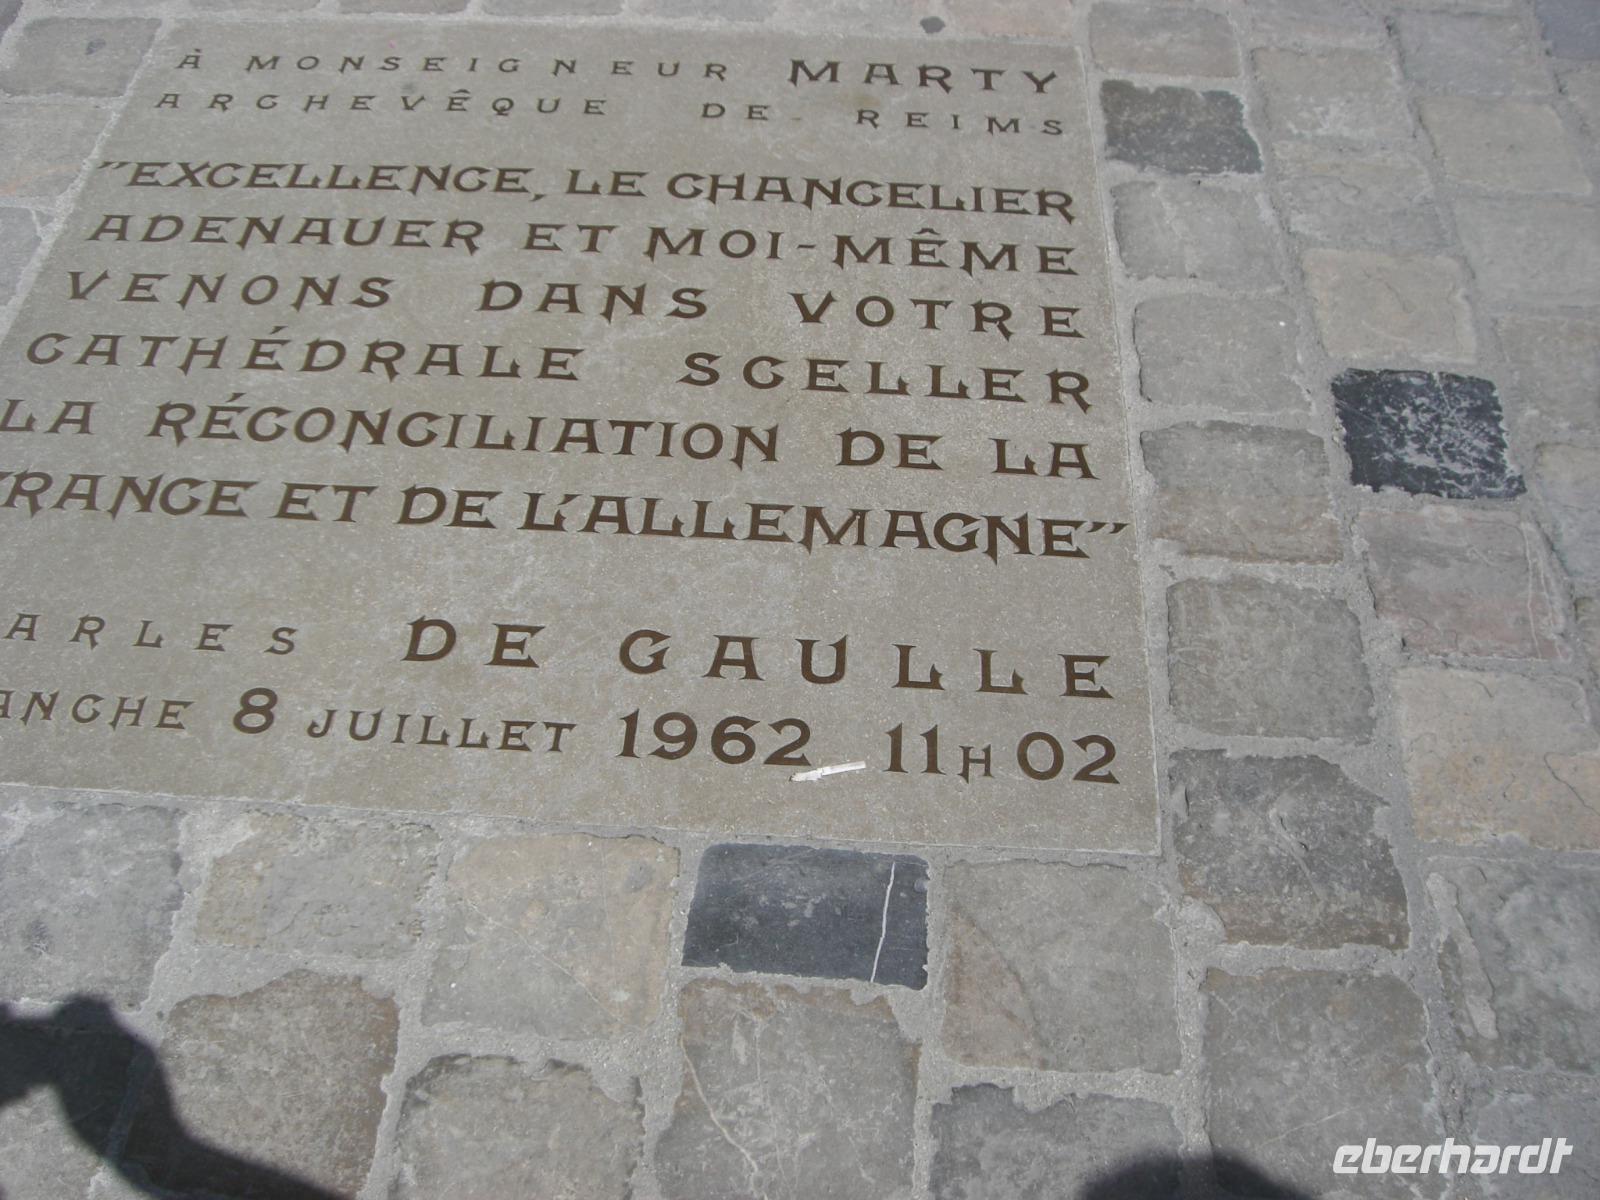 À MONSEIGNEUR MARTY
ARCHEVÊQUE DE REIMS
"EXCELLENCE, LE CHANCELIER
ADENAUER ET MOI-MÊME
VENONS DANS VOTRE
CATHÉDRALE SCELLER
LA RÉCONCILIATION DE LA
FRANCE ET DE L'ALLEMAGNE"
ARLES DE GAULLE
ANCHE 8 JUILLET 1962 11H02
eberhardt